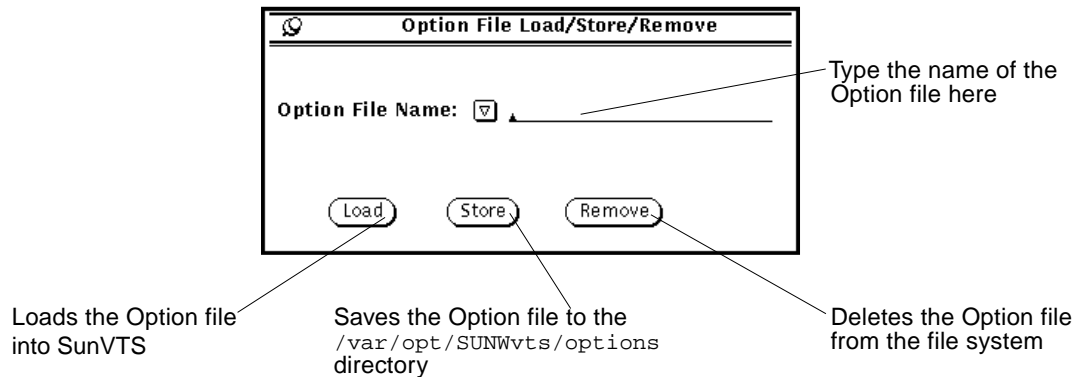 Option File Load/Store/Remove
Type the name of the
Option file here
Option File Name:
Load
Store
Remove
Loads the Option file
into SunVTS
Saves the Option file to the
/var/opt/SUNWvts/options
directory
Deletes the Option file
from the file system